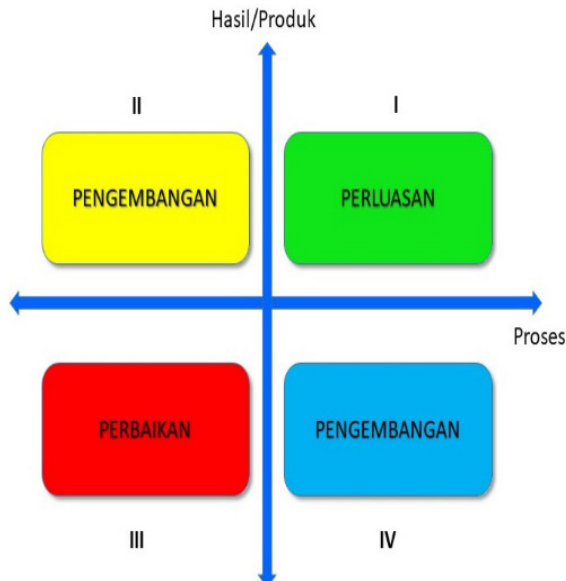 Hasil/Produk
II
I
PENGEMBANGAN
PERLUASAN
Proses
PERBAIKAN
PENGEMBANGAN
III
IV